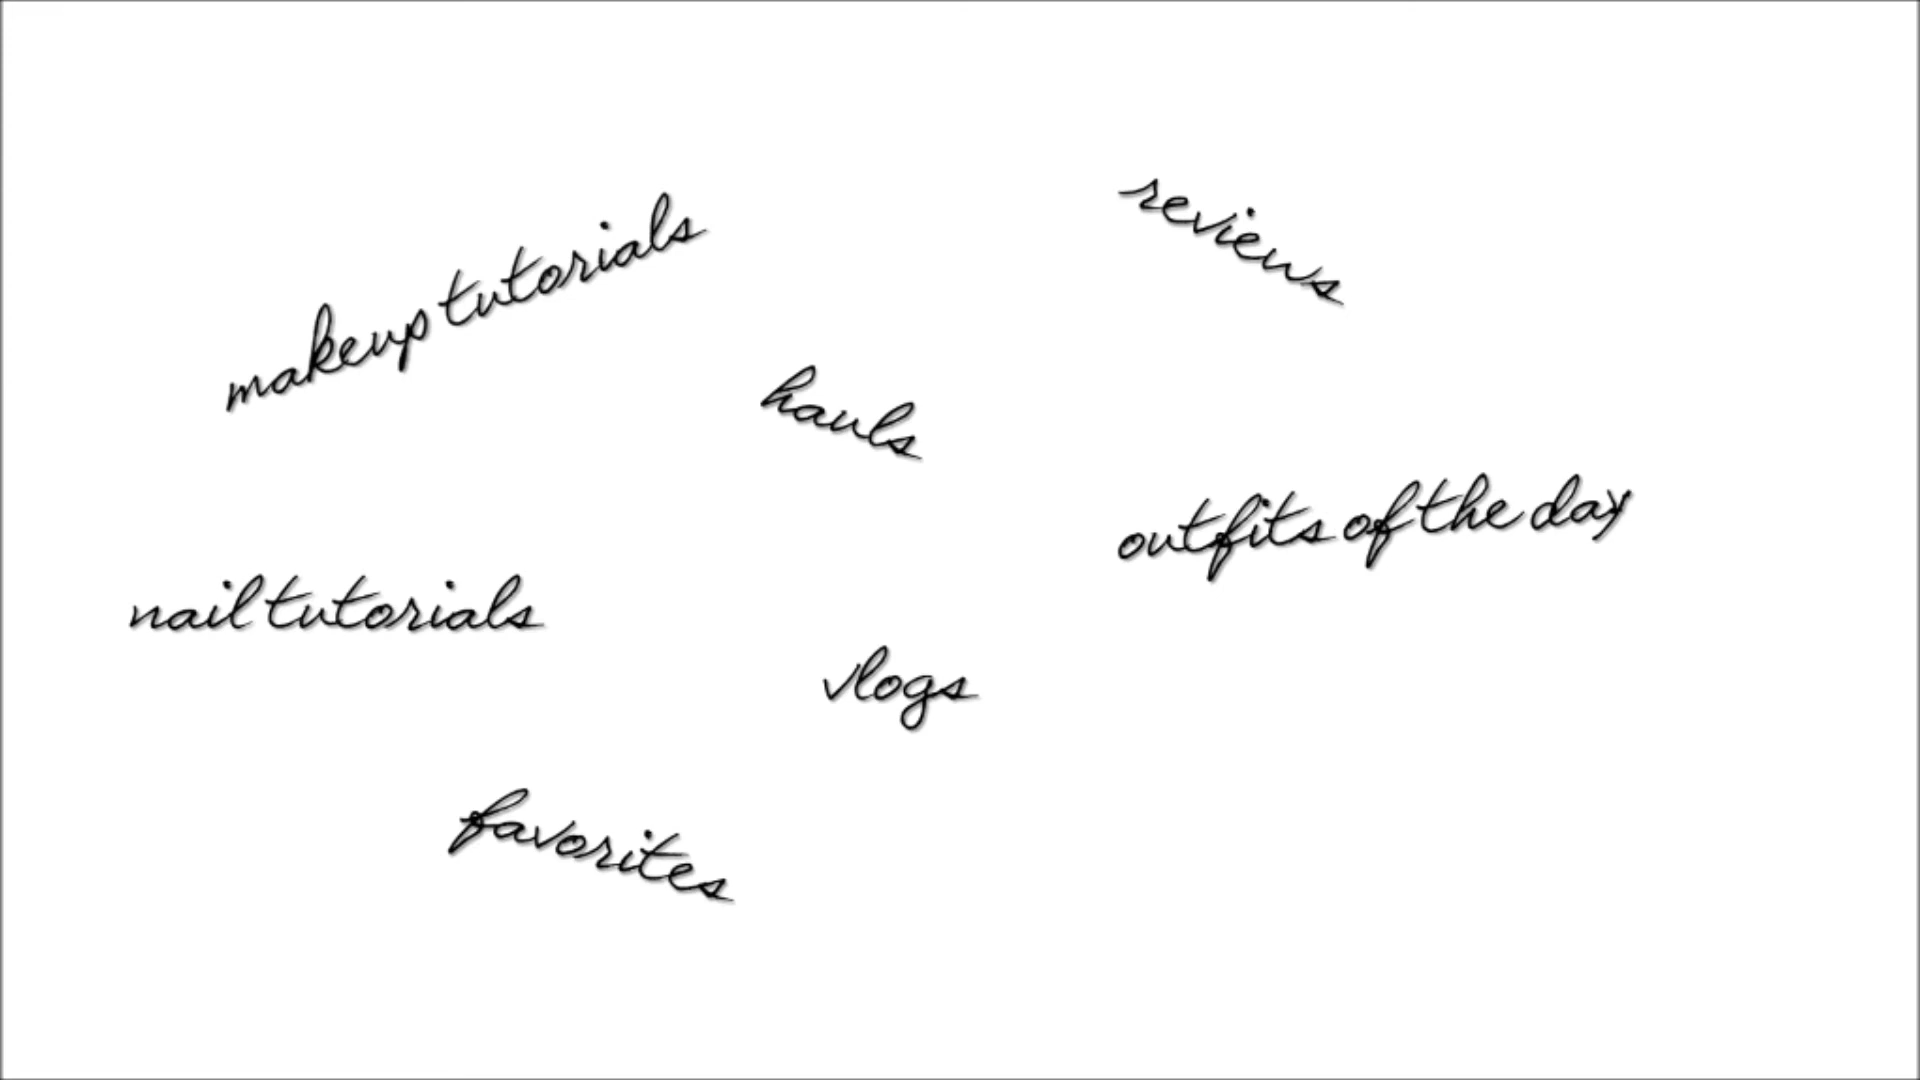 makeup tutorials
reviews
hauls
outfits of the day
nail tutorials
vlogs
favorites